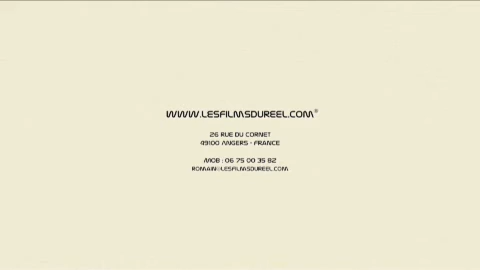 WWW.LESFILMSDUREEL.COM®
26 RUE DU CORNET
49100 ANGERS - FRANCE
MOB : 06 75 00 35 82
ROMAIN@LESFILMSDUREEL.COM